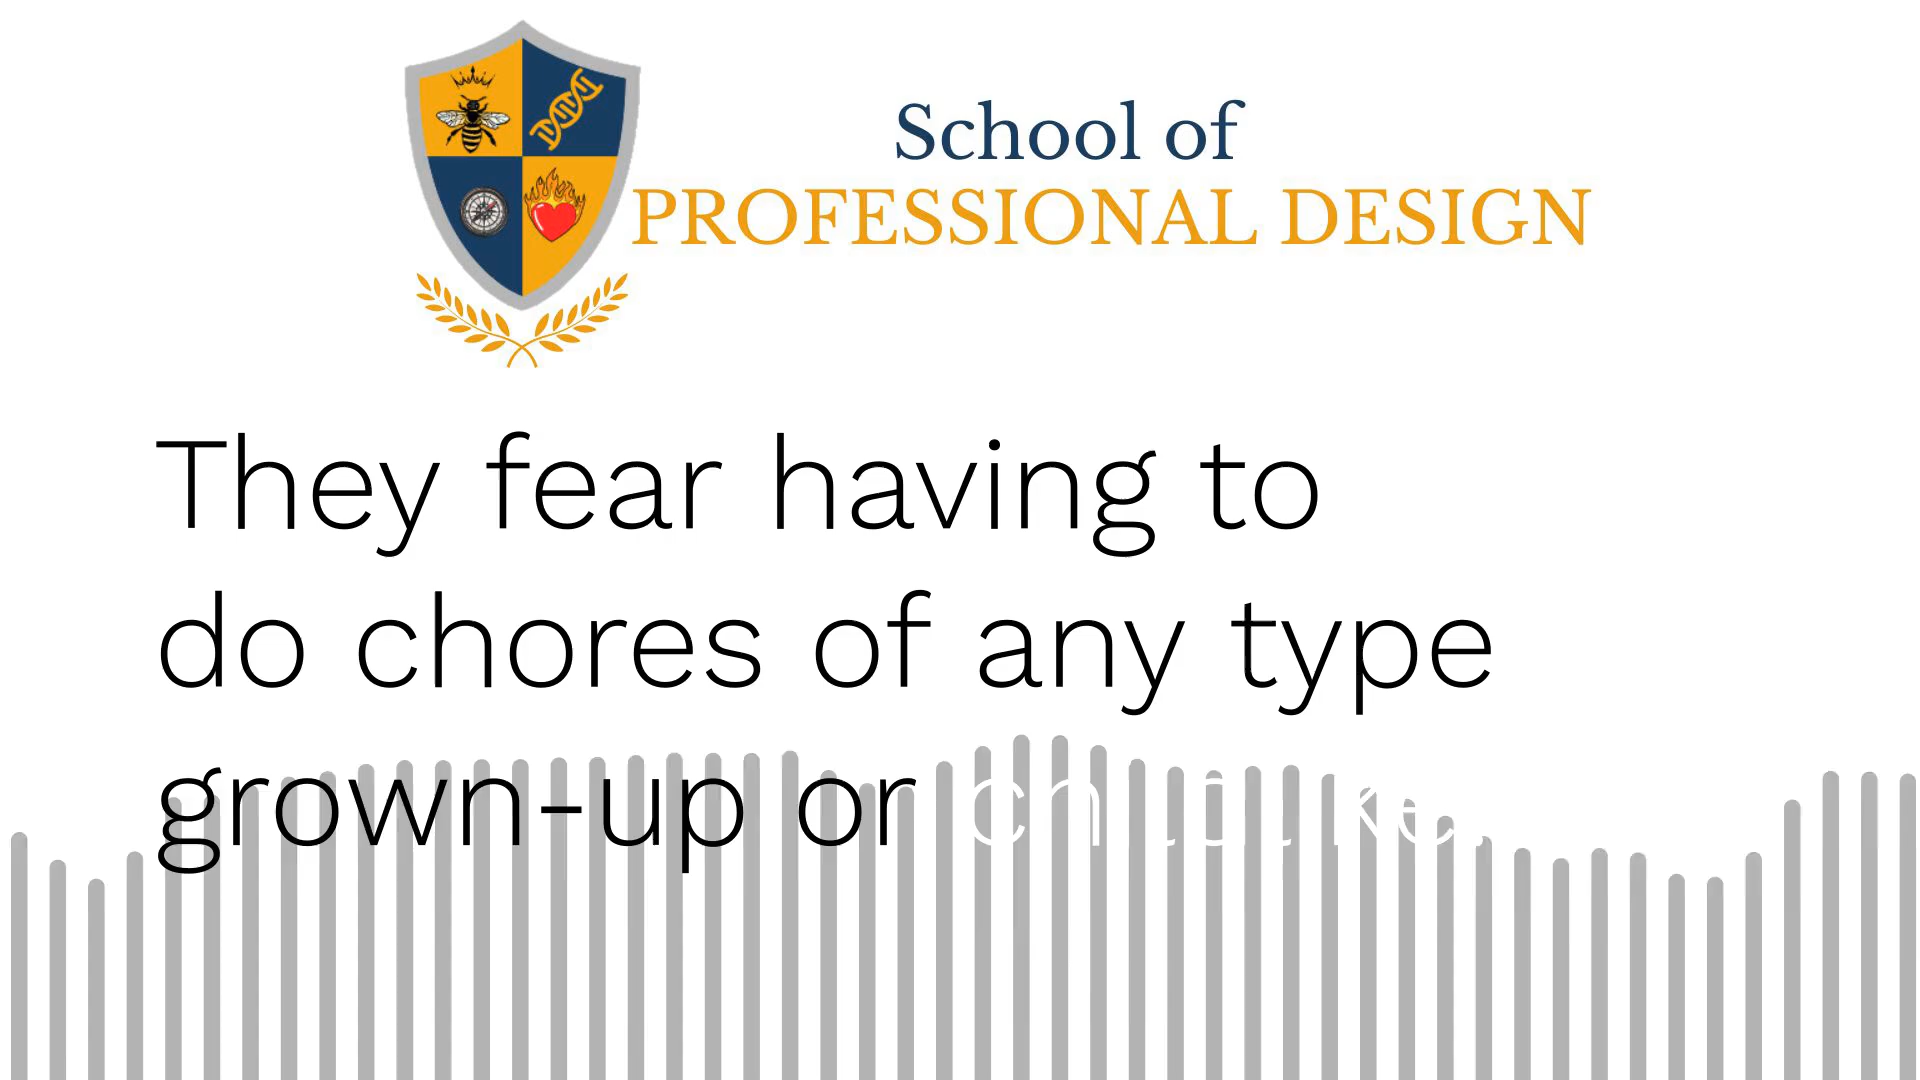 School of
PROFESSIONAL DESIGN
They fear having to
do chores of any type
grown-up or